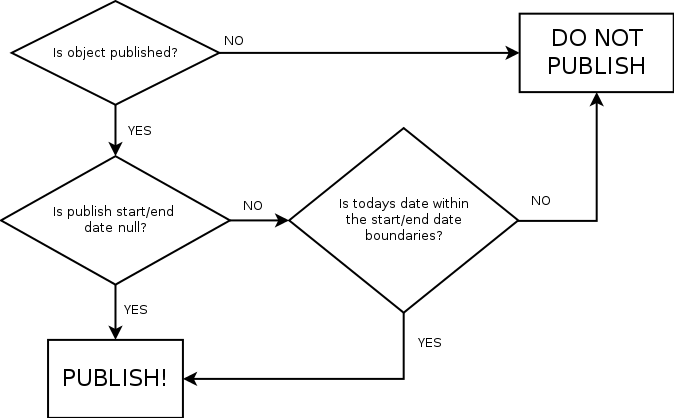 Is object published?
NO
DO NOT
PUBLISH
YES
Is publish start/end
date null?
NO
Is todays date within
the start/end date
boundaries?
NO
YES
YES
PUBLISH!